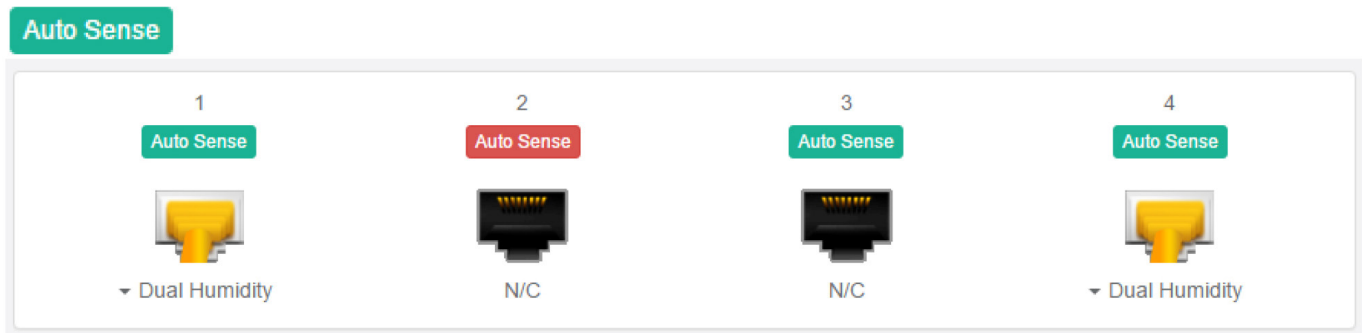 Auto Sense
1 2 3 4
Auto Sense Auto Sense Auto Sense Auto Sense
Dual Humidity N/C N/C Dual Humidity